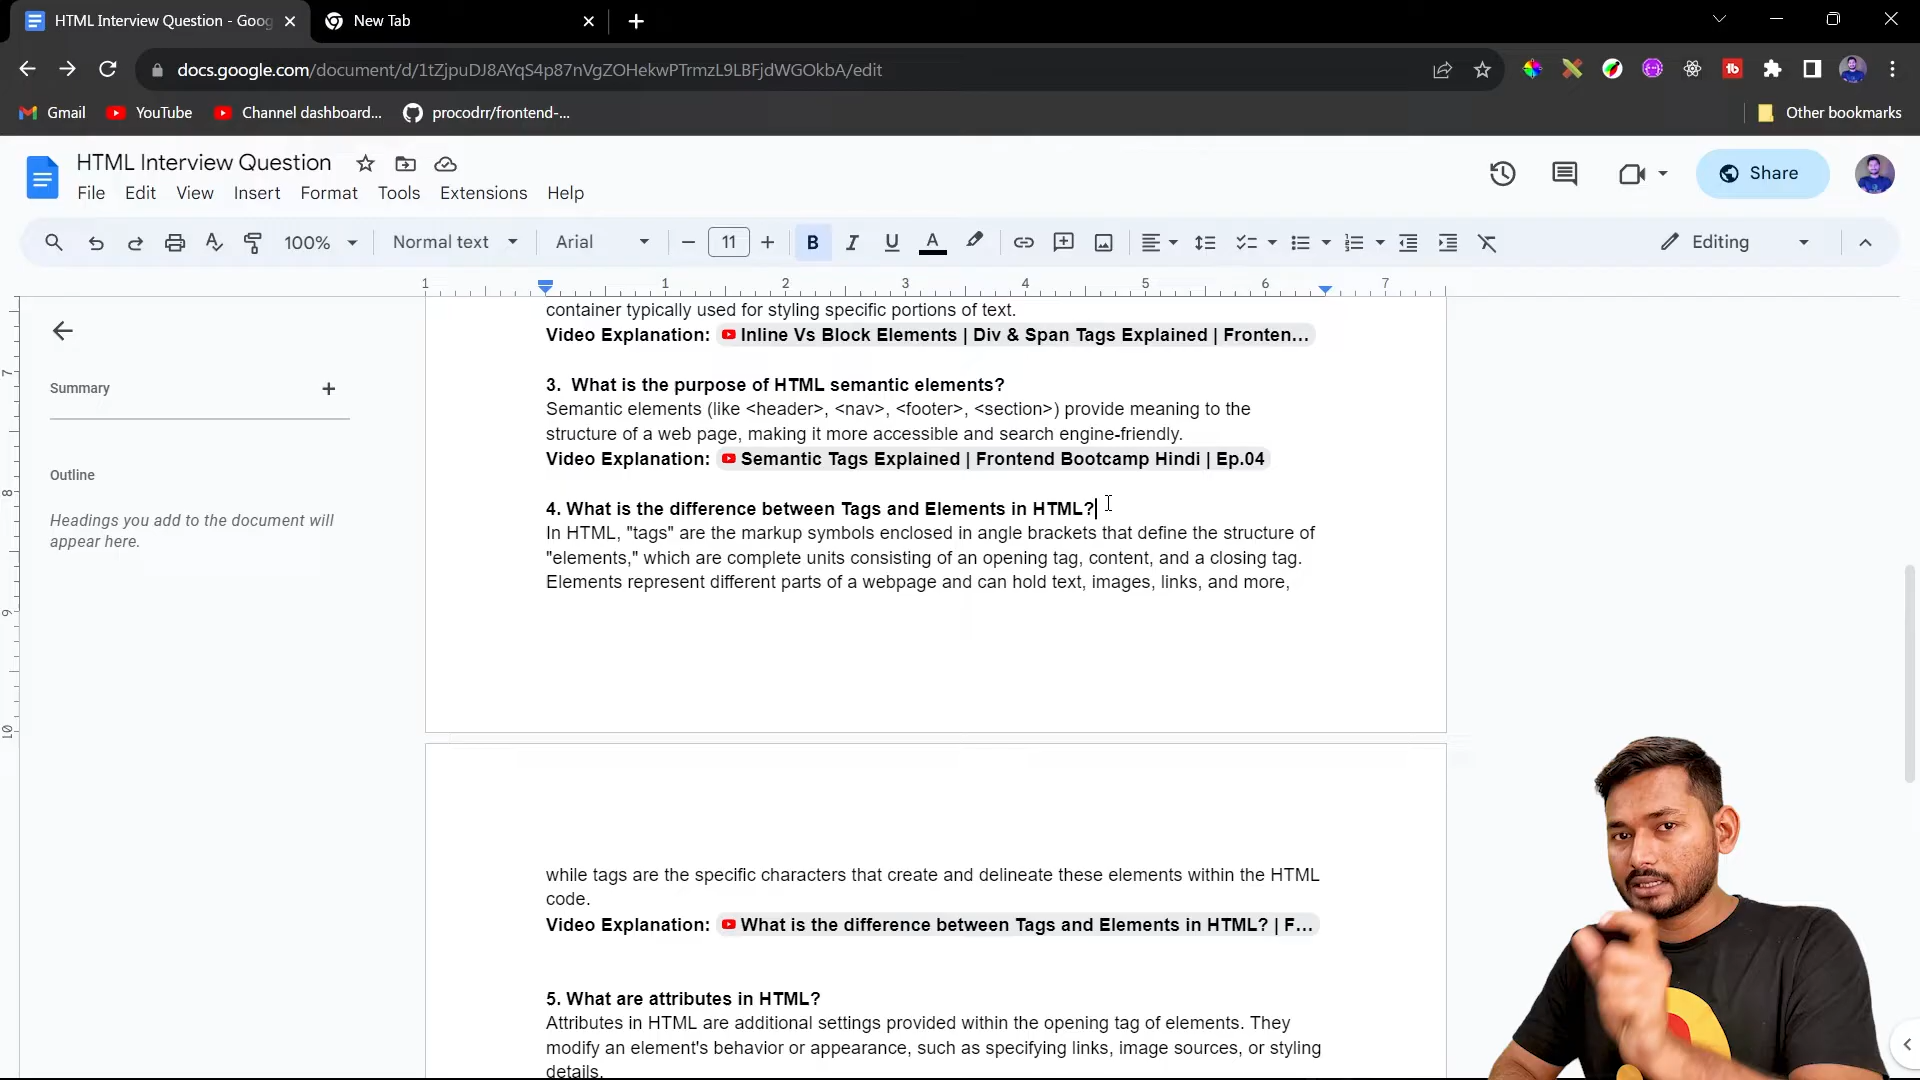 HTML Interview Question - Goog
New Tab
docs.google.com/document/d/1tZjpuDJ8AYqS4p87nVgZOHekwPTrmzL9LBFjdWGOkbA/edit
Gmail
YouTube
Channel dashboard...
procodrr/frontend-...
Other bookmarks
HTML Interview Question
File Edit View Insert Format Tools Extensions Help
Share
100% Normal text Arial 11 B I U A Editing
1 1 2 3 4 5 6 7
container typically used for styling specific portions of text.
Video Explanation: Inline Vs Block Elements | Div & Span Tags Explained | Fronten...
Summary
3. What is the purpose of HTML semantic elements?
Semantic elements (like <header>, <nav>, <footer>, <section>) provide meaning to the
structure of a web page, making it more accessible and search engine-friendly.
Video Explanation: Semantic Tags Explained | Frontend Bootcamp Hindi | Ep.04
Outline
Headings you add to the document will
appear here.
4. What is the difference between Tags and Elements in HTML?
In HTML, "tags" are the markup symbols enclosed in angle brackets that define the structure of
"elements," which are complete units consisting of an opening tag, content, and a closing tag.
Elements represent different parts of a webpage and can hold text, images, links, and more,
7
8
9
10
while tags are the specific characters that create and delineate these elements within the HTML
code.
Video Explanation: What is the difference between Tags and Elements in HTML? | F...
5. What are attributes in HTML?
Attributes in HTML are additional settings provided within the opening tag of elements. They
modify an element's behavior or appearance, such as specifying links, image sources, or styling
details.